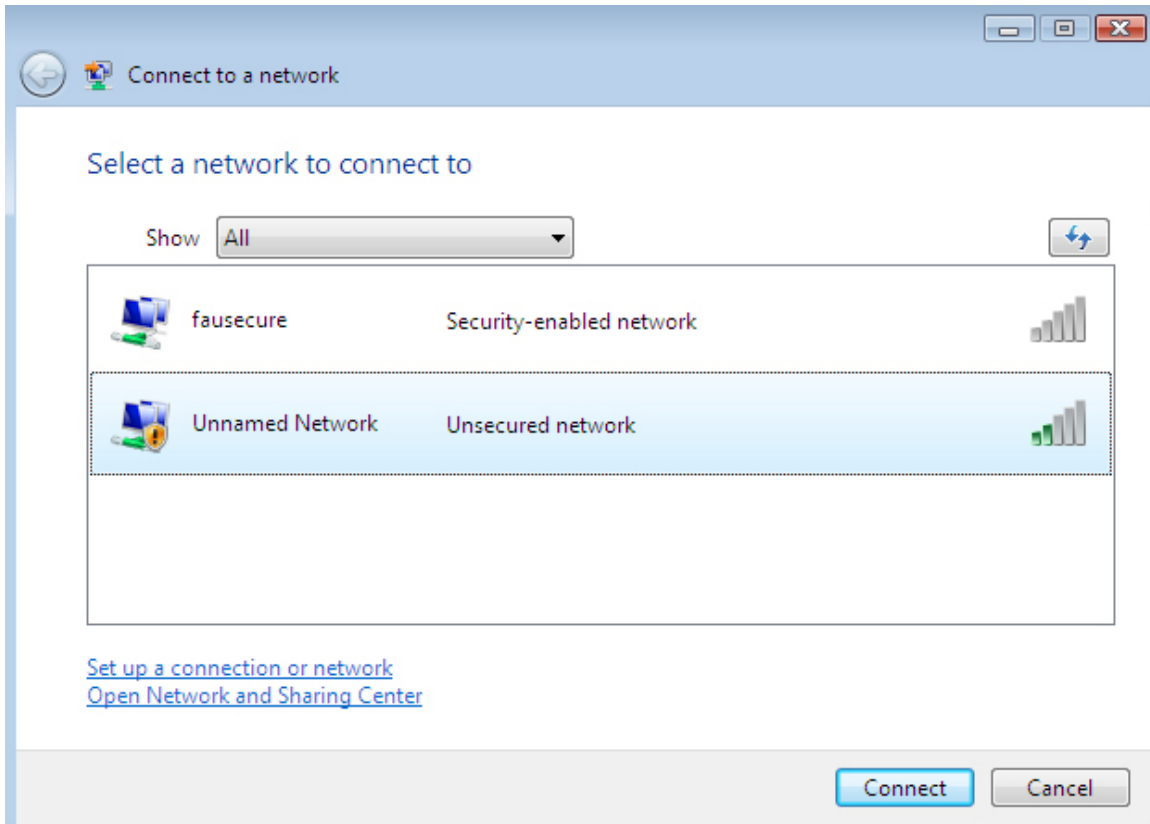 Connect to a network
Select a network to connect to
Show All
fausecure Security-enabled network
Unnamed Network Unsecured network
Set up a connection or network
Open Network and Sharing Center
Connect Cancel